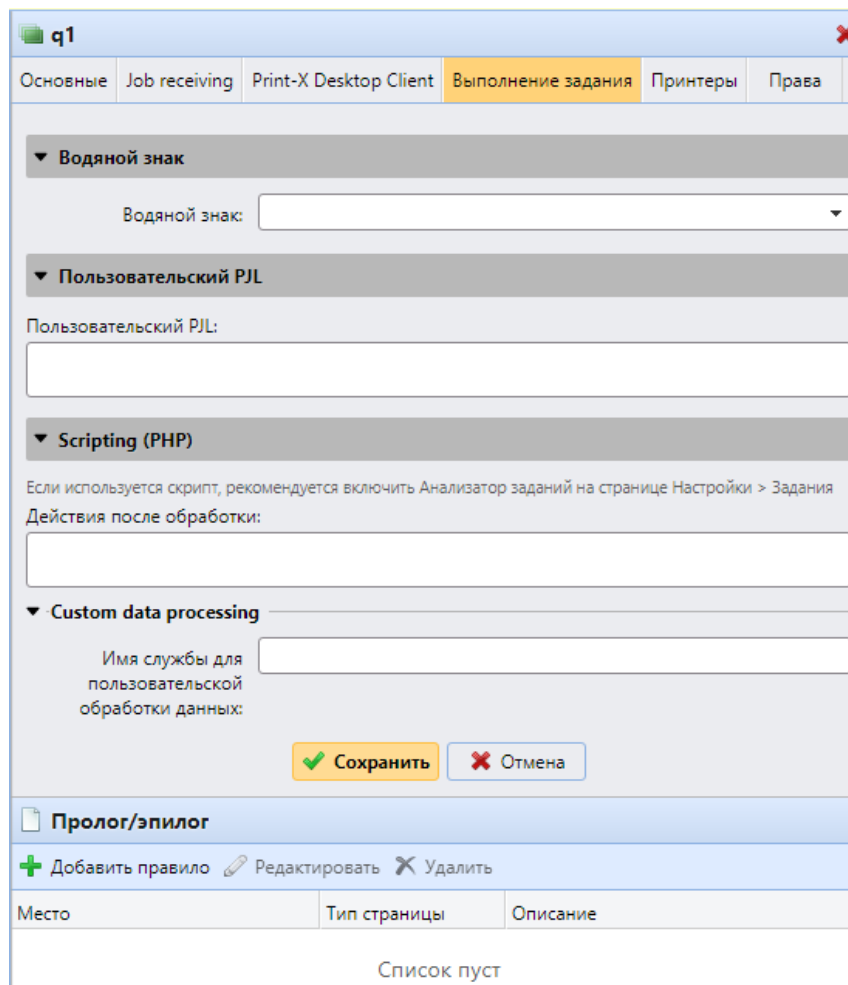 q1
Основные Job receiving Print-X Desktop Client Выполнение задания Принтеры Права
Водяной знак
Водяной знак:
Пользовательский PJL
Пользовательский PJL:
Scripting (PHP)
Если используется скрипт, рекомендуется включить Анализатор заданий на странице Настройки > Задания
Действия после обработки:
Custom data processing
Имя службы для
пользовательской
обработки данных:
Сохранить Отмена
Пролог/эпилог
Добавить правило Редактировать Удалить
Место Тип страницы Описание
Список пуст